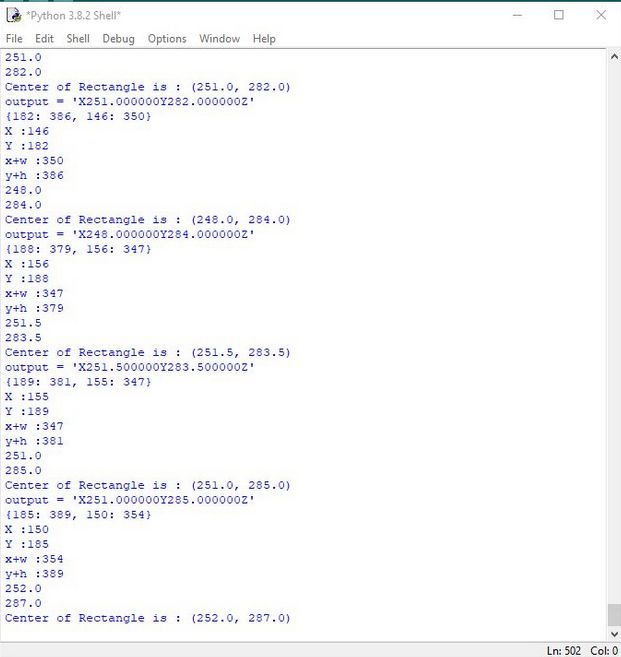 *Python 3.8.2 Shell*
File Edit Shell Debug Options Window Help
251.0
282.0
Center of Rectangle is : (251.0, 282.0)
output = 'X251.000000Y282.000000Z'
{182: 386, 146: 350}
X :146
Y :182
x+w :350
y+h :386
248.0
284.0
Center of Rectangle is : (248.0, 284.0)
output = 'X248.000000Y284.000000Z'
{188: 379, 156: 347}
X :156
Y :188
x+w :347
y+h :379
251.5
283.5
Center of Rectangle is : (251.5, 283.5)
output = 'X251.500000Y283.500000Z'
{189: 381, 155: 347}
X :155
Y :189
x+w :347
y+h :381
251.0
285.0
Center of Rectangle is : (251.0, 285.0)
output = 'X251.000000Y285.000000Z'
{185: 389, 150: 354}
X :150
Y :185
x+w :354
y+h :389
252.0
287.0
Center of Rectangle is : (252.0, 287.0)
Ln: 502 Col: 0